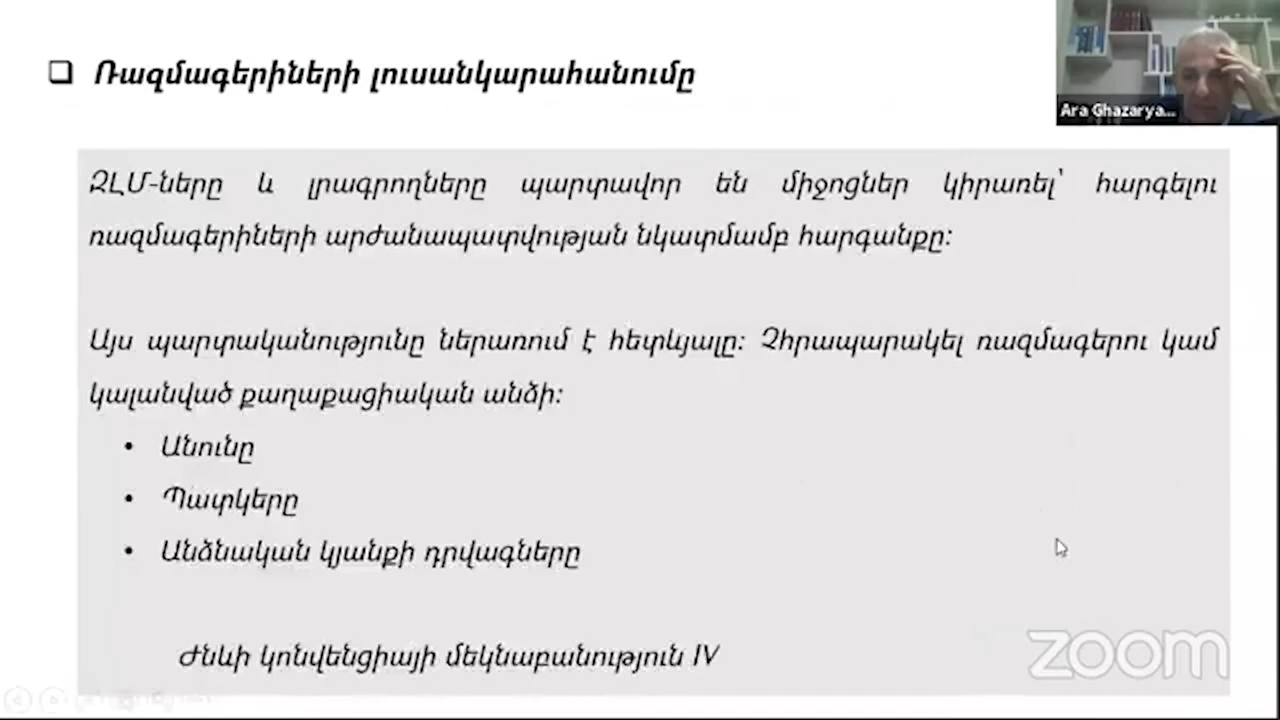 ❑ Ռազմագերիների լուսանկարահանումը
Ara Ghazarya...
ԶԼՄ-ները և լրագրողները պարտավոր են միջոցներ կիրառել՝ հարգելու
ռազմագերիների արժանապատվության նկատմամբ հարգանքը:
Այս պարտականությունը ներառում է հետևյալը: Չհրապարակել ռազմագերու կամ
կալանված քաղաքացիական անձի:
• Անունը
• Պատկերը
• Անձնական կյանքի դրվագները
Ժնևի կոնվենցիայի մեկնաբանություն IV
zoom